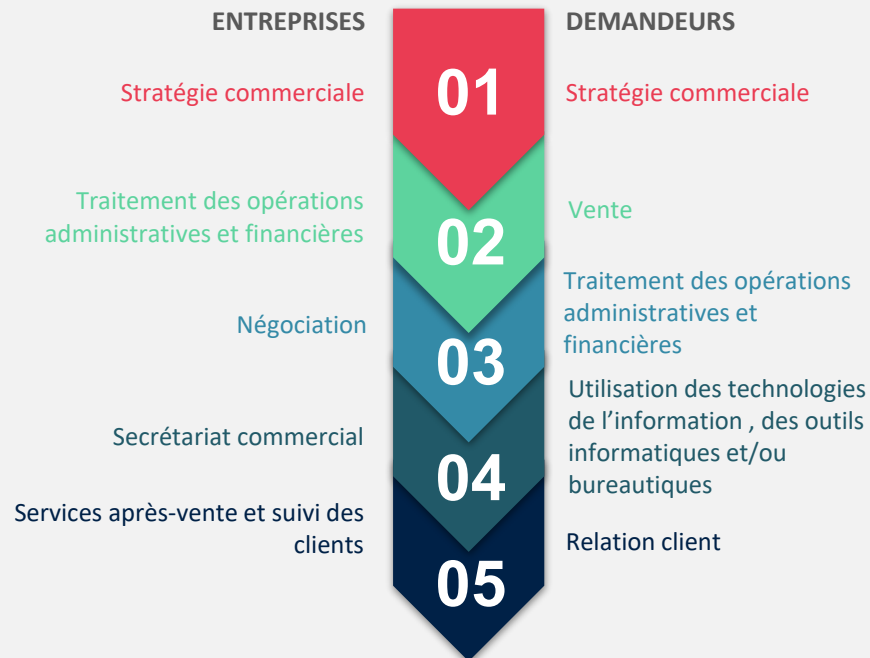 ENTREPRISES
DEMANDEURS
Stratégie commerciale
01
Stratégie commerciale
Traitement des opérations
administratives et financières
02
Vente
Négociation
03
Traitement des opérations
administratives et
financières
Secrétariat commercial
04
Utilisation des technologies
de l’information , des outils
informatiques et/ou
bureautiques
Services après-vente et suivi des
clients
05
Relation client